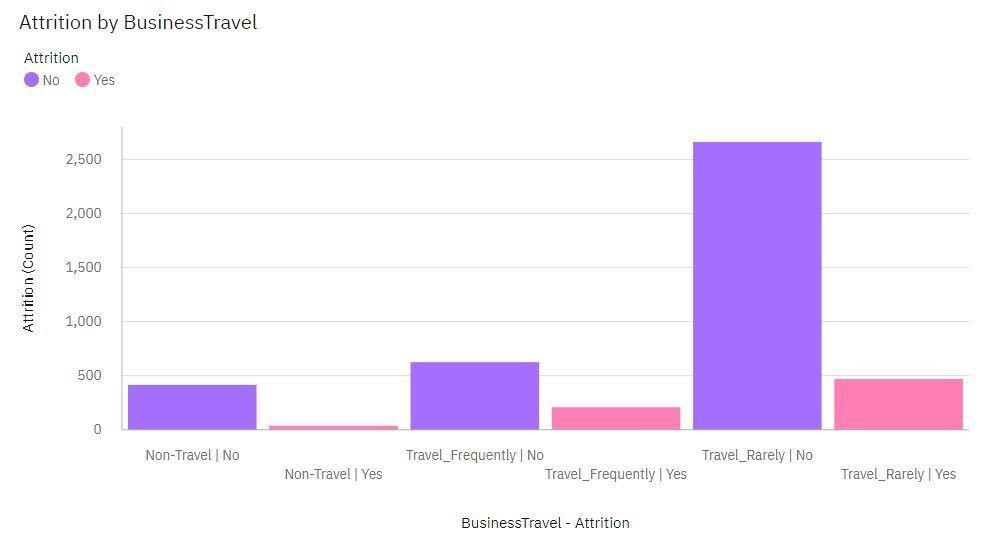 Attrition by BusinessTravel
Attrition
No Yes
2,500
2,000
1,500
1,000
500
0
Attrition (Count)
Non-Travel | No
Non-Travel | Yes
Travel_Frequently | No
Travel_Frequently | Yes
Travel_Rarely | No
Travel_Rarely | Yes
BusinessTravel - Attrition